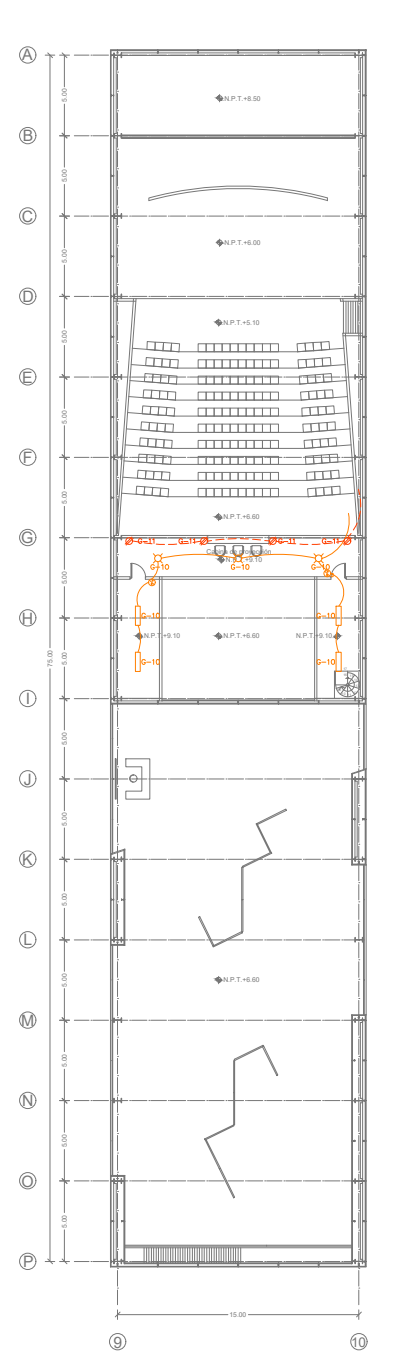 A
N.P.T.+6.50
5.00
B
5.00
C
N.P.T.+6.00
5.00
D
N.P.T.+5.10
5.00
E
5.00
F
5.00
N.P.T.+6.60
G
G-11 G-11 G-11 G-11
Cabina de proyección
N.P.T.+9.10
G-10 G-10 G-10
5.00
H
G-10 G-10
N.P.T.+9.10 N.P.T.+6.60 N.P.T.+9.10
75.00
5.00
G-10 G-10
I
5.00
J
5.00
K
5.00
L
N.P.T.+6.60
5.00
M
5.00
N
5.00
O
5.00
P
15.00
9 10